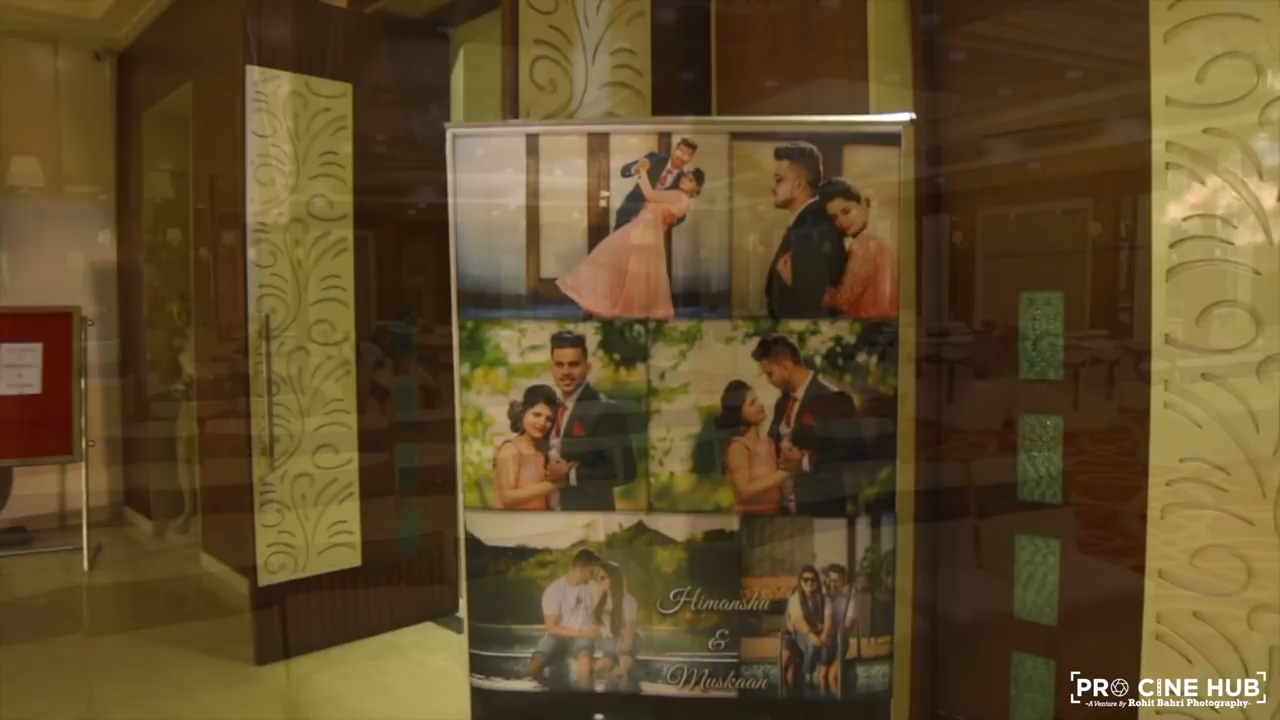 Himanshu
&
Muskaan
PRO CINE HUB
-A Venture By Rohit Bahri Photography-